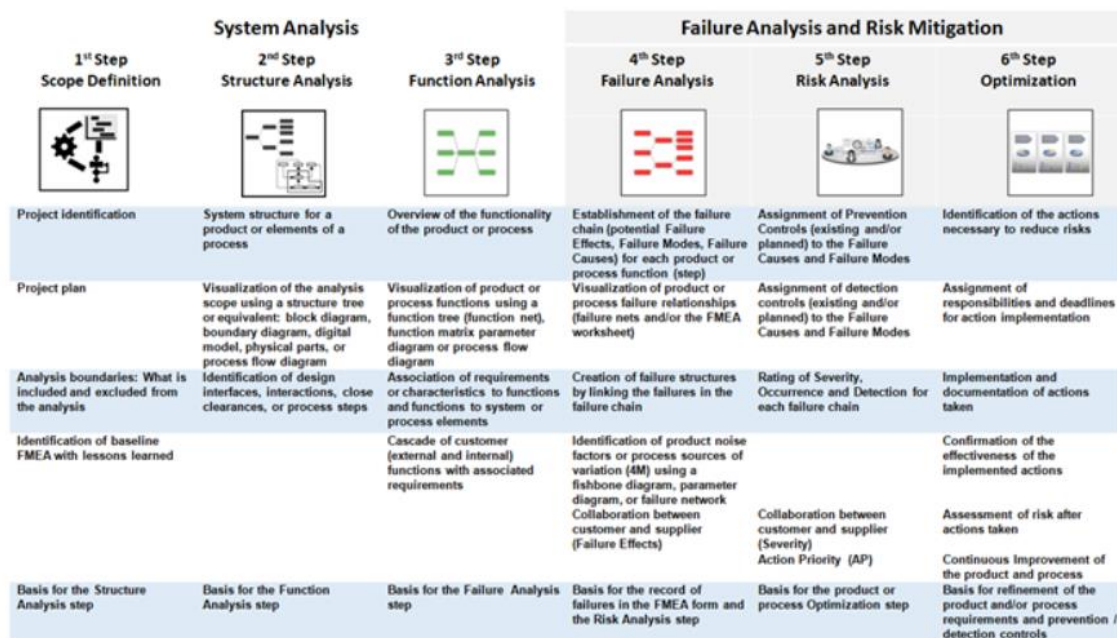 System Analysis
Failure Analysis and Risk Mitigation
1st Step
Scope Definition
2nd Step
Structure Analysis
3rd Step
Function Analysis
4th Step
Failure Analysis
5th Step
Risk Analysis
6th Step
Optimization
Project identification
System structure for a
product or elements of a
process
Overview of the functionality
of the product or process
Establishment of the failure
chain (potential Failure
Effects, Failure Modes, Failure
Causes) for each product or
process function (step)
Assignment of Prevention
Controls (existing and/or
planned) to the Failure
Causes and Failure Modes
Identification of the actions
necessary to reduce risks
Project plan
Visualization of the analysis
scope using a structure tree
or equivalent: block diagram,
boundary diagram, digital
model, physical parts, or
process flow diagram
Visualization of product or
process functions using a
function tree (function net),
function matrix parameter
diagram or process flow
diagram
Visualization of product or
process failure relationships
(failure nets and/or the FMEA
worksheet)
Assignment of detection
controls (existing and/or
planned) to the Failure
Causes and Failure Modes
Assignment of
responsibilities and deadlines
for action implementation
Analysis boundaries: What is
included and excluded from
the analysis
Identification of design
interfaces, interactions, close
clearances, or process steps
Association of requirements
or characteristics to functions
and functions to system or
process elements
Creation of failure structures
by linking the failures in the
failure chain
Rating of Severity,
Occurrence and Detection for
each failure chain
Implementation and
documentation of actions
taken
Identification of baseline
FMEA with lessons learned
Cascade of customer
(external and internal)
functions with associated
requirements
Identification of product noise
factors or process sources of
variation (4M) using a
fishbone diagram, parameter
diagram, or failure network
Confirmation of the
effectiveness of the
implemented actions
Collaboration between
customer and supplier
(Failure Effects)
Collaboration between
customer and supplier
(Severity)
Action Priority (AP)
Assessment of risk after
actions taken
Continuous Improvement of
the product and process
Basis for the Structure
Analysis step
Basis for the Function
Analysis step
Basis for the Failure Analysis
step
Basis for the record of
failures in the FMEA form and
the Risk Analysis step
Basis for the product or
process Optimization step
Basis for refinement of the
product and/or process
requirements and prevention /
detection controls